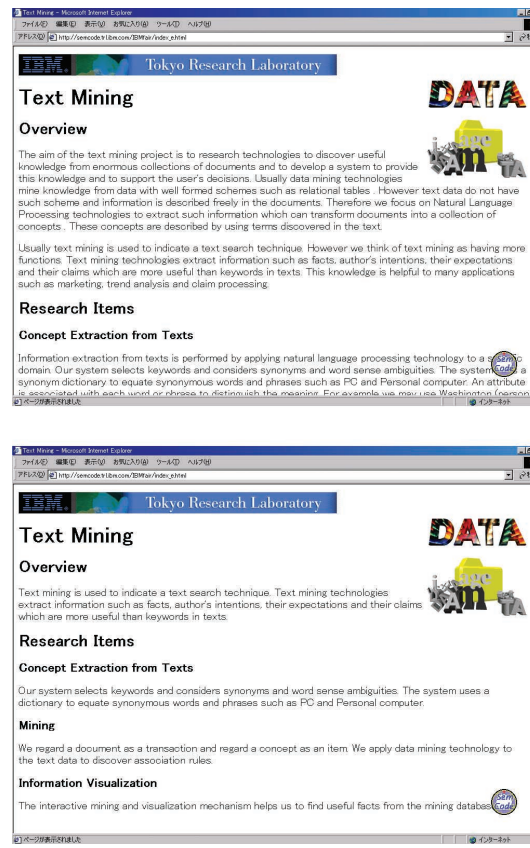 Text Mining - Microsoft Internet Explorer
ファイル(F) 編集(E) 表示(V) お気に入り(A) ツール(T) ヘルプ(H)
アドレス(D) http://semcode.trl.ibm.com/IBMfair/index_e.html
IBM. Tokyo Research Laboratory
Text Mining
DATA
Overview
The aim of the text mining project is to research technologies to discover useful
knowledge from enormous collections of documents and to develop a system to provide
this knowledge and to support the user's decisions. Usually data mining technologies
mine knowledge from data with well formed schemes such as relational tables . However text data do not have
such scheme and information is described freely in the documents. Therefore we focus on Natural Language
Processing technologies to extract such information which can transform documents into a collection of
concepts . These concepts are described by using terms discovered in the text.
Usually text mining is used to indicate a text search technique. However we think of text mining as having more
functions. Text mining technologies extract information such as facts, author's intentions, their expectations
and their claims which are more useful than keywords in texts. This knowledge is helpful to many applications
such as marketing, trend analysis and claim processing.
Research Items
Concept Extraction from Texts
Information extraction from texts is performed by applying natural language processing technology to a
domain. Our system selects keywords and considers synonyms and word sense ambiguities. The system a
synonym dictionary to equate synonymous words and phrases such as PC and Personal computer. An attribute
is associated with each word or phrase to distinguish the meaning. For example we may use Washington (person
Sem
Code
ページが表示されました インターネット
Text Mining - Microsoft Internet Explorer
ファイル(F) 編集(E) 表示(V) お気に入り(A) ツール(T) ヘルプ(H)
アドレス(D) http://semcode.trl.ibm.com/IBMfair/index_e.html
IBM. Tokyo Research Laboratory
Text Mining
DATA
Overview
Text mining is used to indicate a text search technique. Text mining technologies
extract information such as facts, author's intentions, their expectations and their claims
which are more useful than keywords in texts.
Research Items
Concept Extraction from Texts
Our system selects keywords and considers synonyms and word sense ambiguities. The system uses a
dictionary to equate synonymous words and phrases such as PC and Personal computer.
Mining
We regard a document as a transaction and regard a concept as an item. We apply data mining technology to
the text data to discover association rules.
Information Visualization
The interactive mining and visualization mechanism helps us to find useful facts from the mining databas
Sem
Code
ページが表示されました インターネット